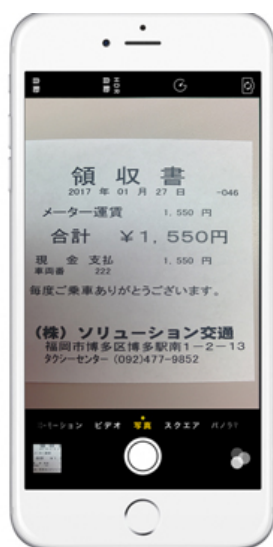 領収書
2017 年 01 月 27 日 -046
メーター運賃 1,550 円
合計 ¥1,550円
現 金 支払 1,550 円
車両番 222
毎度ご乗車ありがとうございます。
(株) ソリューション交通
福岡市博多区博多駅南1-2-13
タクシーセンター (092)477-9852
ビデオ 写真 スクエア パノラマ